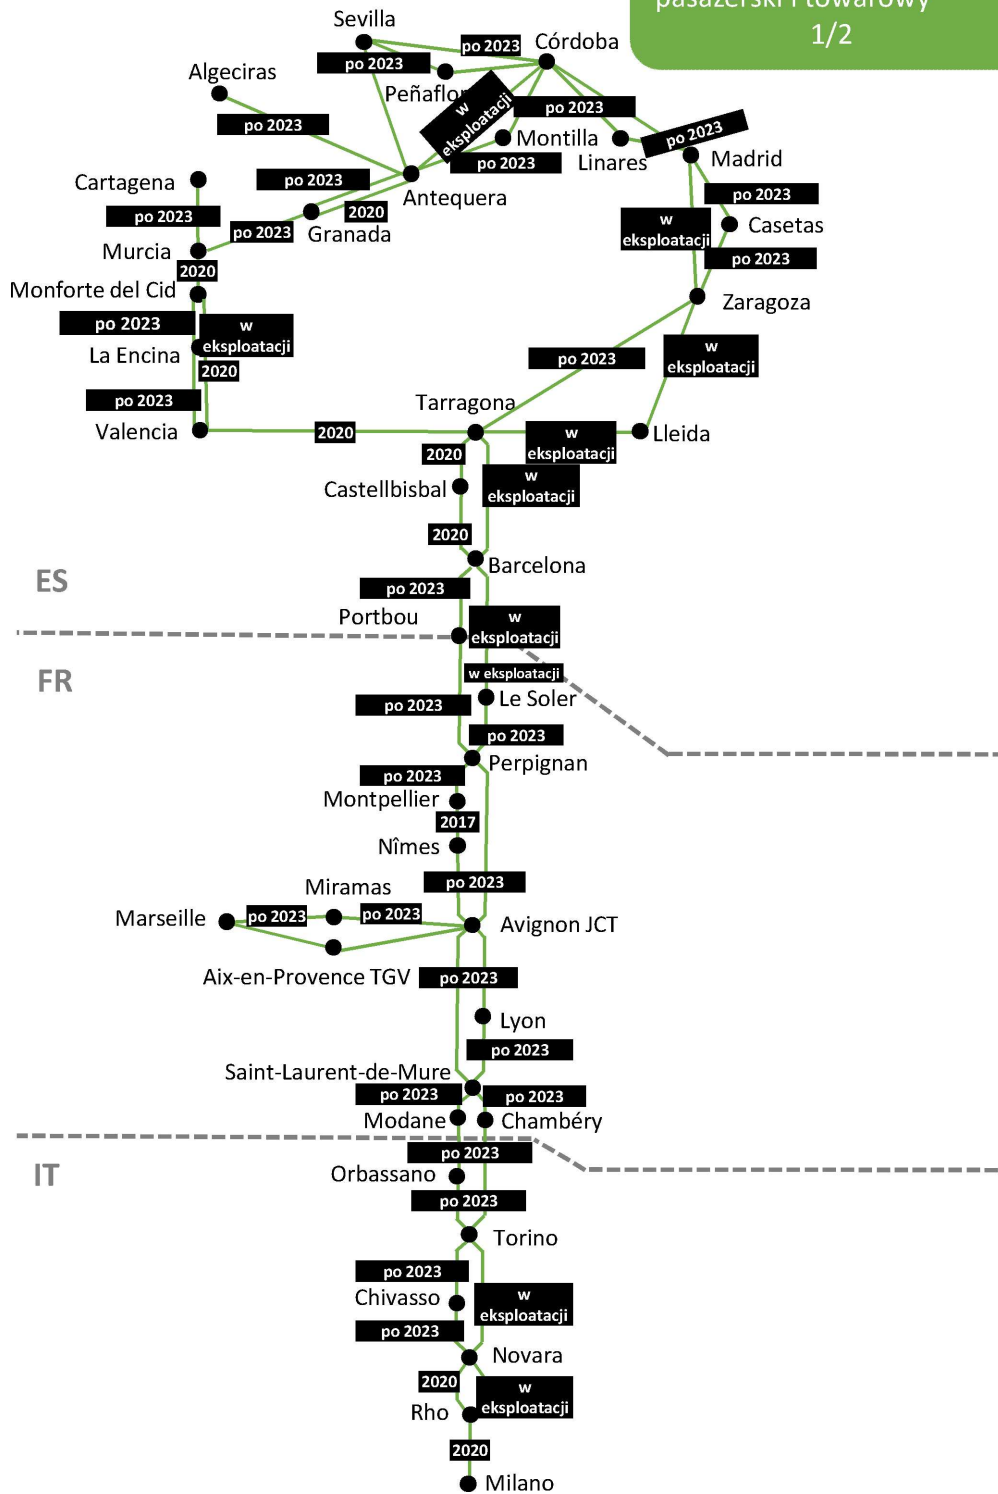 pasażerski i towarowy
1/2
Sevilla
Córdoba
po 2023
po 2023
Algeciras
w
eksploatacji
po 2023
po 2023
Montilla
Linares
po 2023
Madrid
po 2023
Cartagena
po 2023
Antequera
po 2023
2020
Granada
po 2023
po 2023
w
eksploatacji
Casetas
po 2023
Murcia
2020
Monforte del Cid
Zaragoza
po 2023
w
eksploatacji
La Encina
2020
po 2023
w
eksploatacji
po 2023
Valencia
2020
Tarragona
w
eksploatacji
Lleida
2020
w
eksploatacji
Castellbisbal
2020
Barcelona
ES
po 2023
Portbou
w
eksploatacji
FR
w eksploatacji
Le Soler
po 2023
po 2023
Perpignan
po 2023
Montpellier
2017
Nîmes
po 2023
Miramas
Marseille
po 2023
po 2023
Avignon JCT
Aix-en-Provence TGV
po 2023
Lyon
po 2023
Saint-Laurent-de-Mure
po 2023
po 2023
Modane
Chambéry
po 2023
IT
Orbassano
po 2023
Torino
po 2023
Chivasso
w
eksploatacji
po 2023
Novara
2020
w
eksploatacji
Rho
2020
Milano